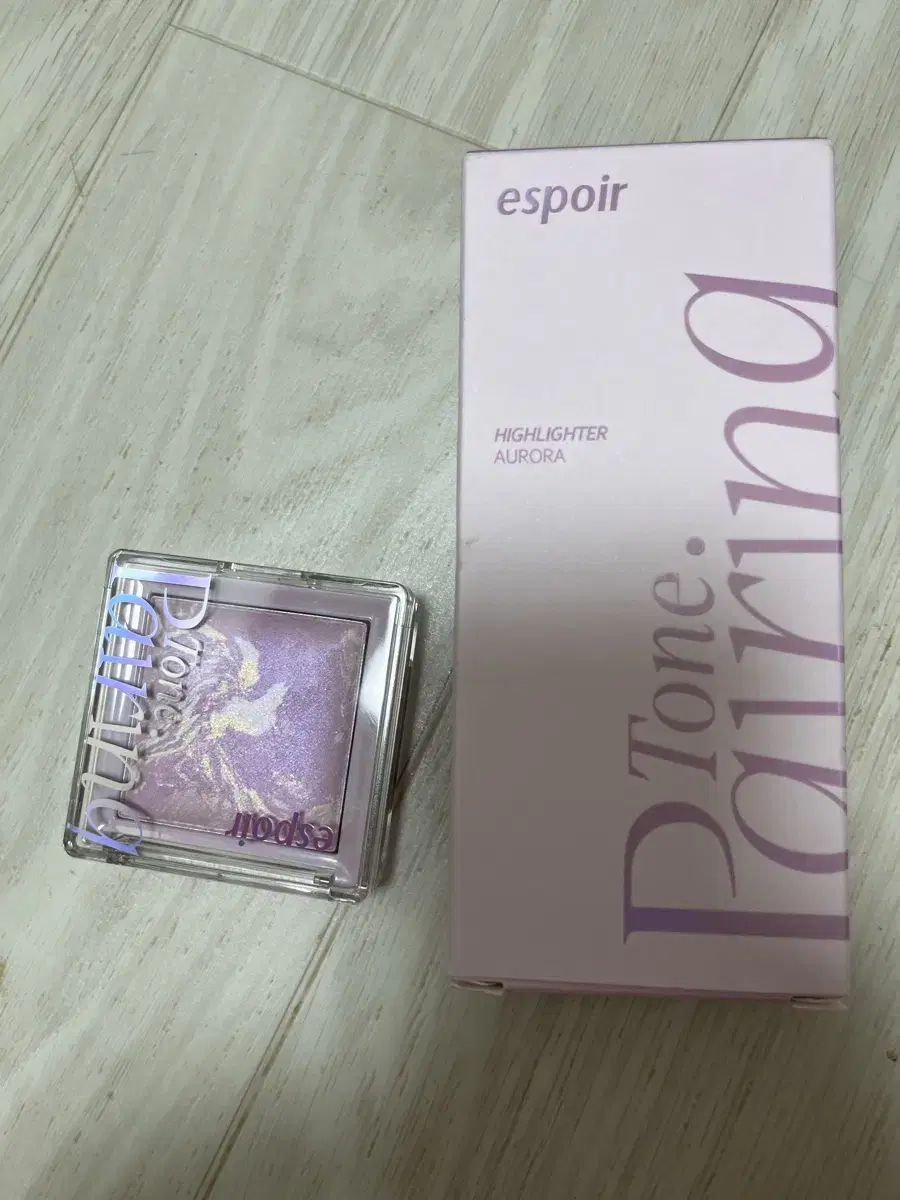 espoir
HIGHLIGHTER
AURORA
Tone.
Pairing
Tone.
Pairing
espoir